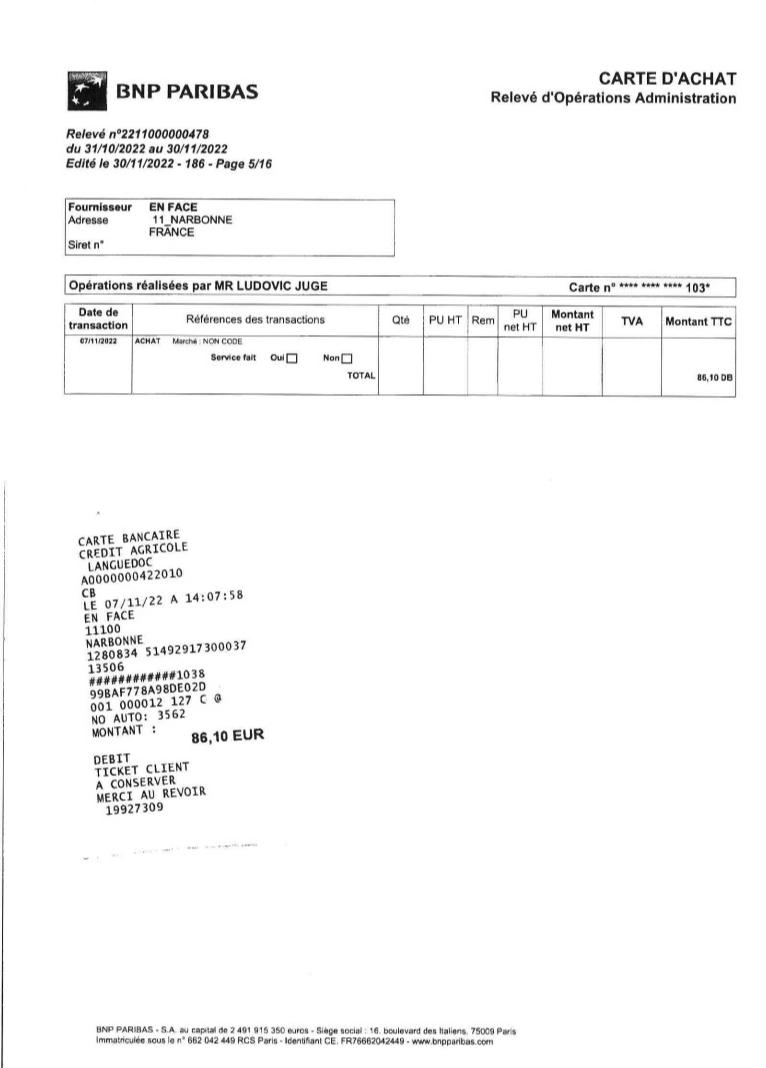 BNP PARIBAS
CARTE D'ACHAT
Relevé d'Opérations Administration
Relevé n°2211000000478
du 31/10/2022 au 30/11/2022
Edité le 30/11/2022 - 186 - Page 5/16
Fournisseur EN FACE
Adresse 11_NARBONNE
FRANCE
Siret n°
Opérations réalisées par MR LUDOVIC JUGE Carte n° **** **** **** 103*
Date de transaction Références des transactions Qté PU HT Rem PU net HT Montant net HT TVA Montant TTC
07/11/2022 ACHAT Marché : NON CODE
Service fait Oui Non
TOTAL 86,10 DB
CARTE BANCAIRE
CREDIT AGRICOLE
LANGUEDOC
A0000000422010
CB
LE 07/11/22 A 14:07:58
EN FACE
11100
NARBONNE
1280834 51492917300037
13506
############1038
99BAF778A98DE02D
001 000012 127 C @
NO AUTO: 3562
MONTANT :
86,10 EUR
DEBIT
TICKET CLIENT
A CONSERVER
MERCI AU REVOIR
19927309
BNP PARIBAS - S.A. au capital de 2 491 915 350 euros - Siège social : 16, boulevard des Italiens, 75009 Paris
Immatriculée sous le n° 662 042 449 RCS Paris - Identifiant CE. FR76662042449 - www.bnpparibas.com